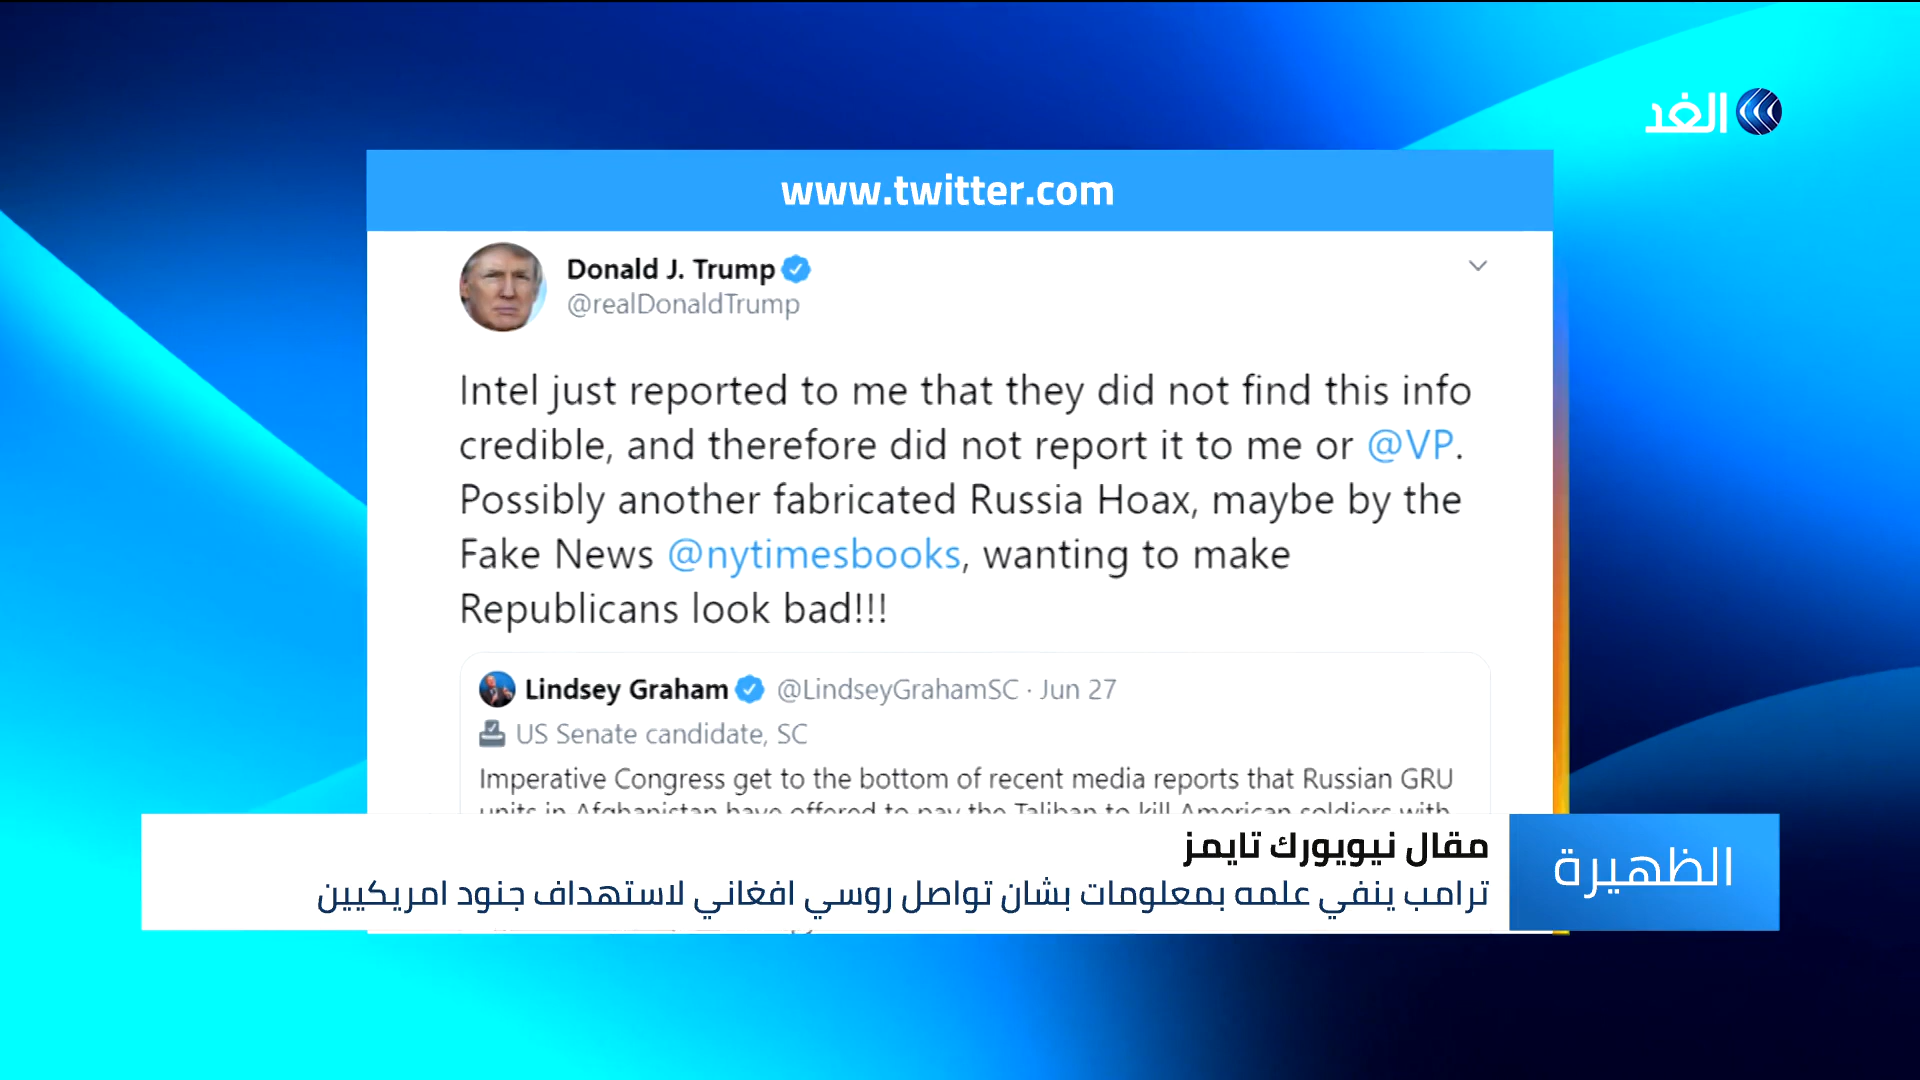 الغد
www.twitter.com
Donald J. Trump
@realDonaldTrump
Intel just reported to me that they did not find this info
credible, and therefore did not report it to me or @VP.
Possibly another fabricated Russia Hoax, maybe by the
Fake News @nytimesbooks, wanting to make
Republicans look bad!!!
Lindsey Graham @LindseyGrahamSC · Jun 27
US Senate candidate, SC
Imperative Congress get to the bottom of recent media reports that Russian GRU
units in Afghanistan have offered to pay the Taliban to kill American soldiers with
مقال نيويورك تايمز
ترامب ينفي علمه بمعلومات بشان تواصل روسي افغاني لاستهداف جنود امريكيين
الظهيرة